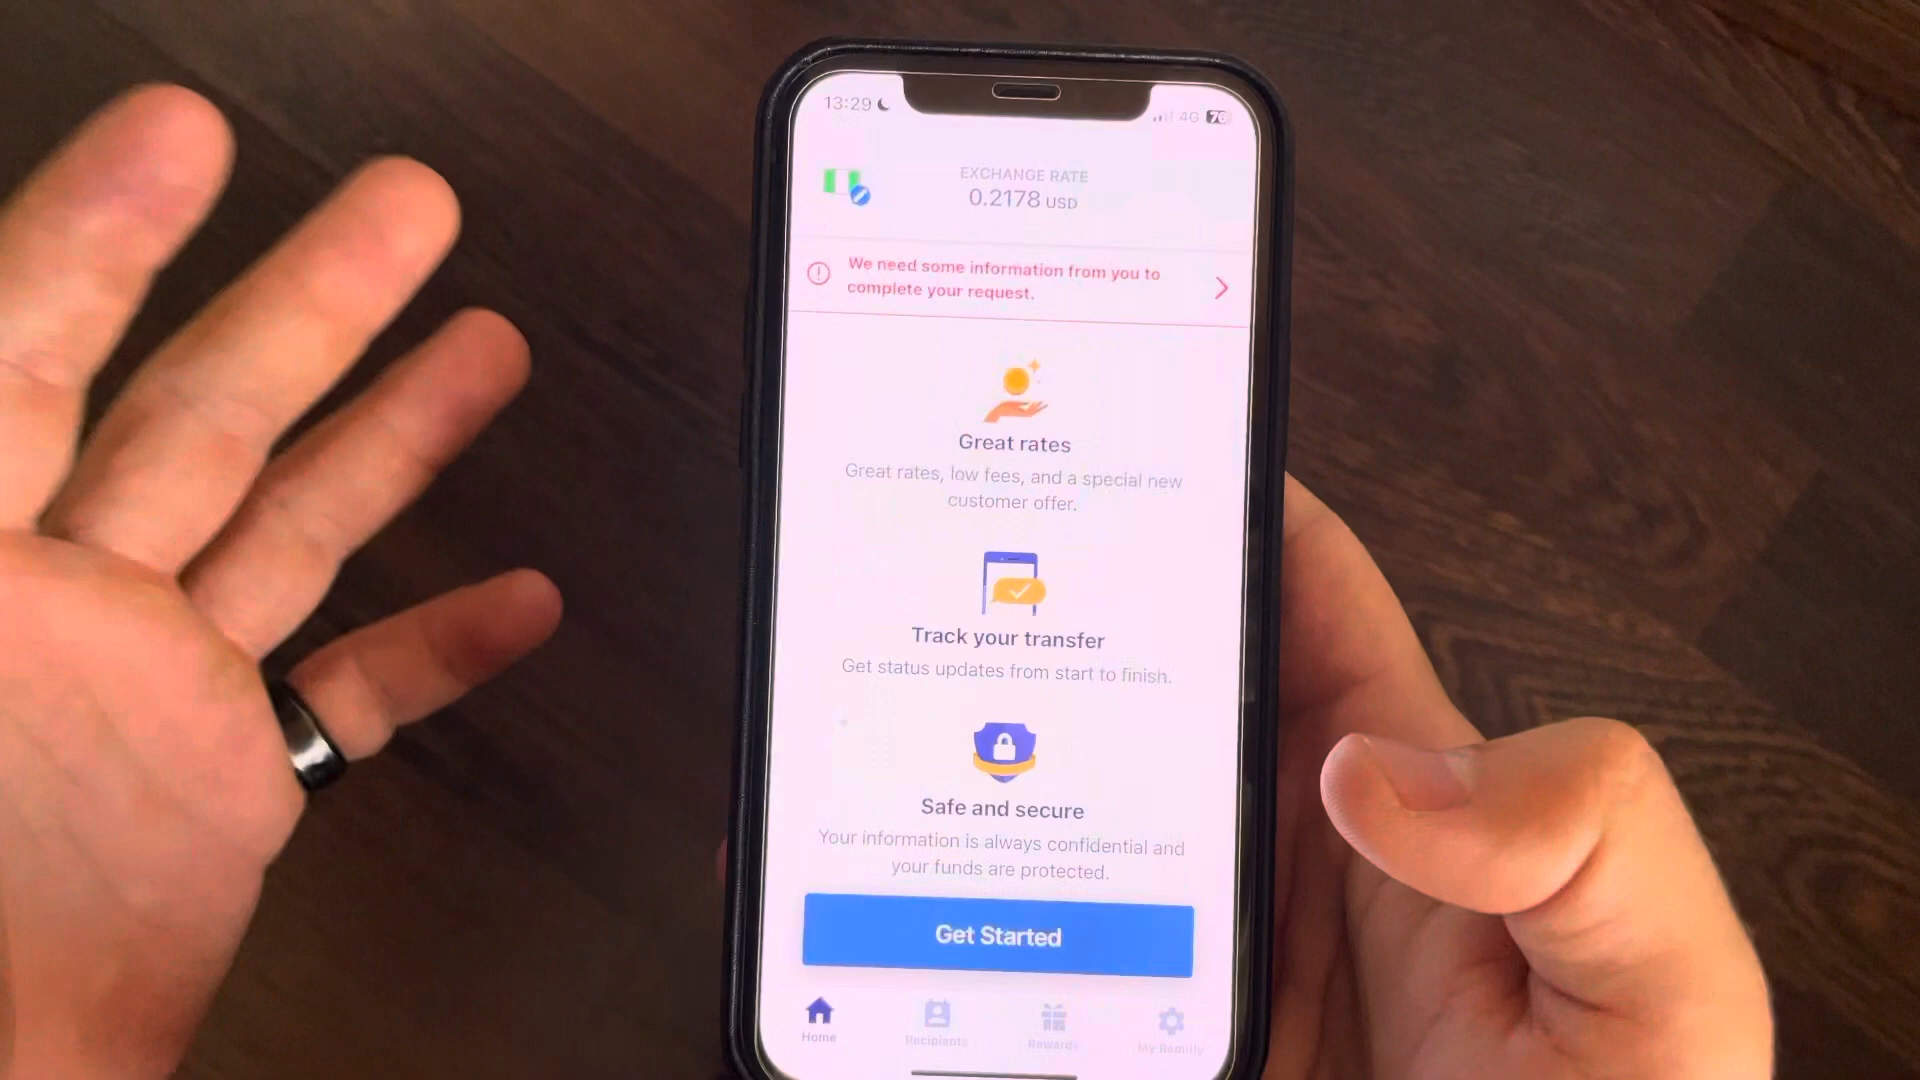 13:29
4G 76
EXCHANGE RATE
0.2178 USD
We need some information from you to
complete your request.
Great rates
Great rates, low fees, and a special new
customer offer.
Track your transfer
Get status updates from start to finish.
Safe and secure
Your information is always confidential and
your funds are protected.
Get Started
Home
Recipients
Rewards
My Remitly